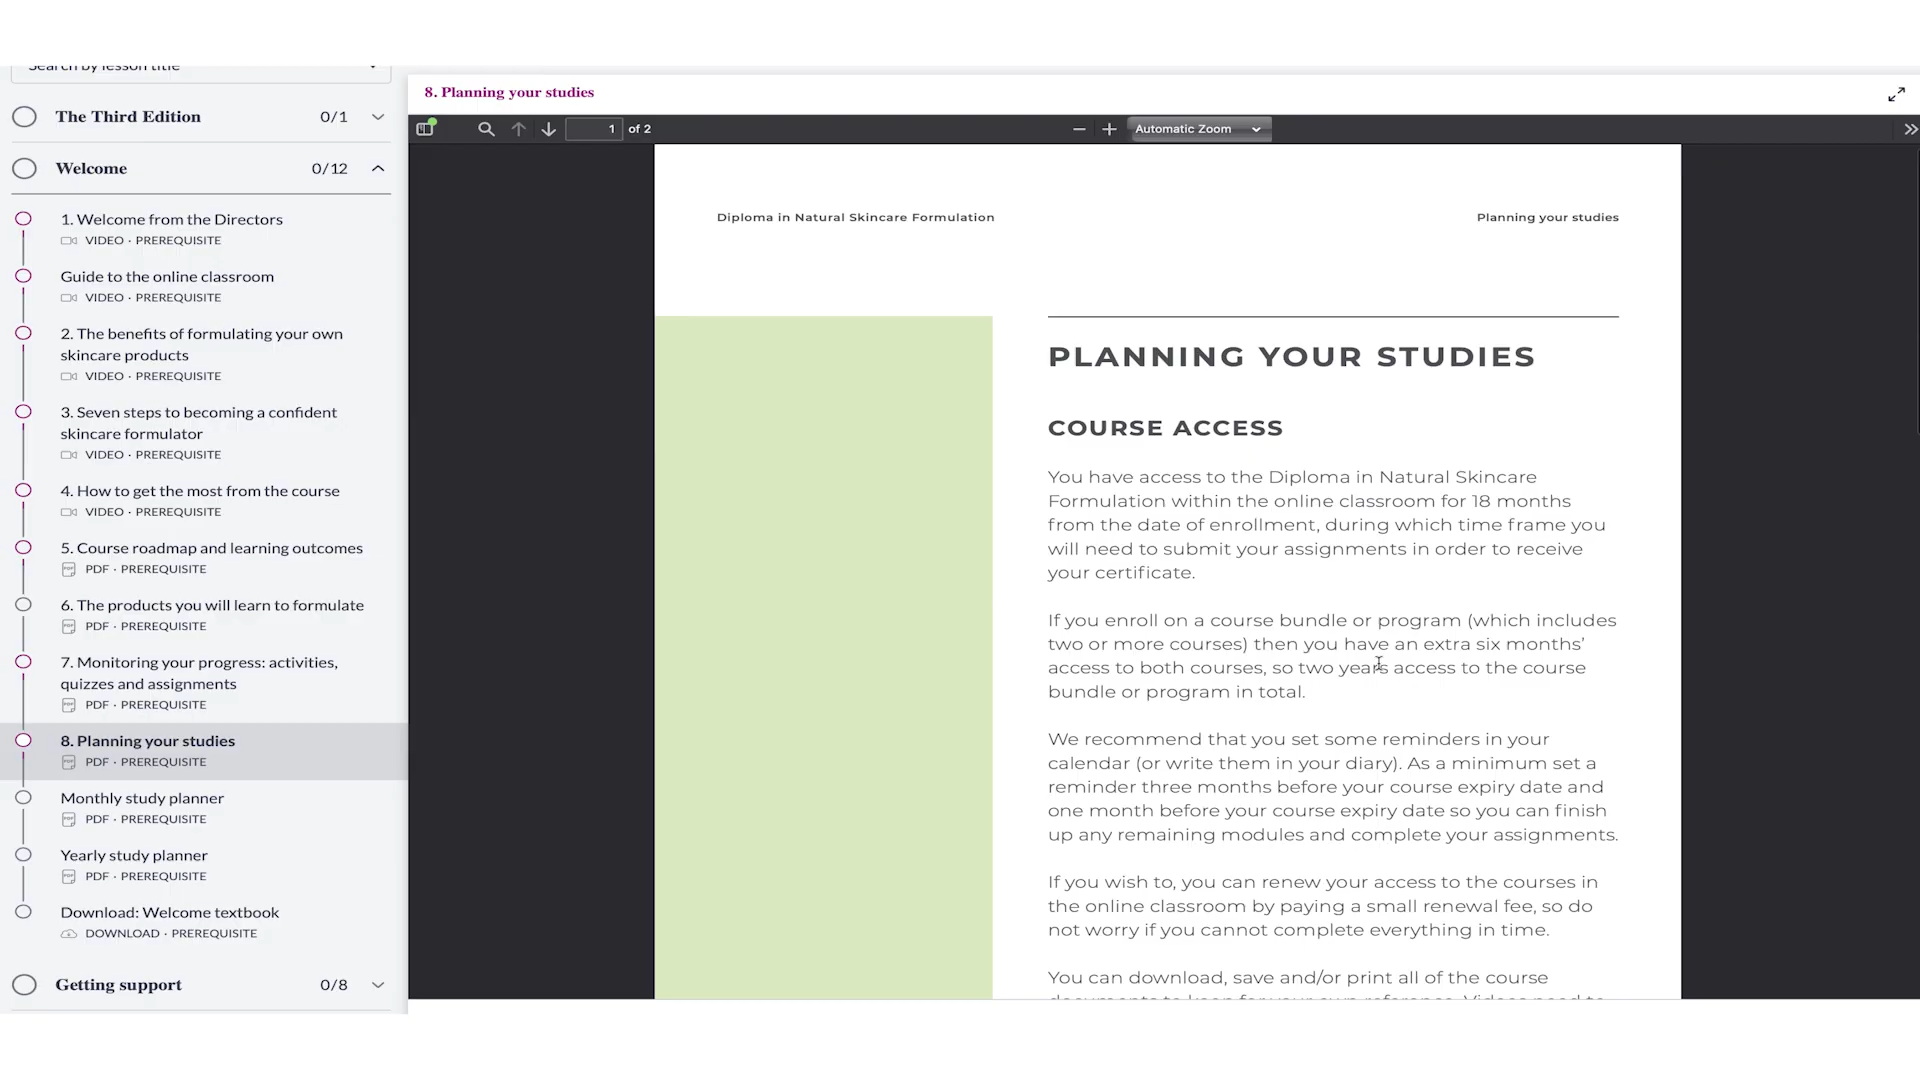 Search by lesson title
The Third Edition 0/1
Welcome 0/12
1. Welcome from the Directors
VIDEO · PREREQUISITE
Guide to the online classroom
VIDEO · PREREQUISITE
2. The benefits of formulating your own
skincare products
VIDEO · PREREQUISITE
3. Seven steps to becoming a confident
skincare formulator
VIDEO · PREREQUISITE
4. How to get the most from the course
VIDEO · PREREQUISITE
5. Course roadmap and learning outcomes
PDF · PREREQUISITE
6. The products you will learn to formulate
PDF · PREREQUISITE
7. Monitoring your progress: activities,
quizzes and assignments
PDF · PREREQUISITE
8. Planning your studies
PDF · PREREQUISITE
Monthly study planner
PDF · PREREQUISITE
Yearly study planner
PDF · PREREQUISITE
Download: Welcome textbook
DOWNLOAD · PREREQUISITE
Getting support 0/8
8. Planning your studies
1 of 2
Automatic Zoom
Diploma in Natural Skincare Formulation
Planning your studies
PLANNING YOUR STUDIES
COURSE ACCESS
You have access to the Diploma in Natural Skincare
Formulation within the online classroom for 18 months
from the date of enrollment, during which time frame you
will need to submit your assignments in order to receive
your certificate.
If you enroll on a course bundle or program (which includes
two or more courses) then you have an extra six months’
access to both courses, so two years access to the course
bundle or program in total.
We recommend that you set some reminders in your
calendar (or write them in your diary). As a minimum set a
reminder three months before your course expiry date and
one month before your course expiry date so you can finish
up any remaining modules and complete your assignments.
If you wish to, you can renew your access to the courses in
the online classroom by paying a small renewal fee, so do
not worry if you cannot complete everything in time.
You can download, save and/or print all of the course
documents to keep for your own reference. Videos need to